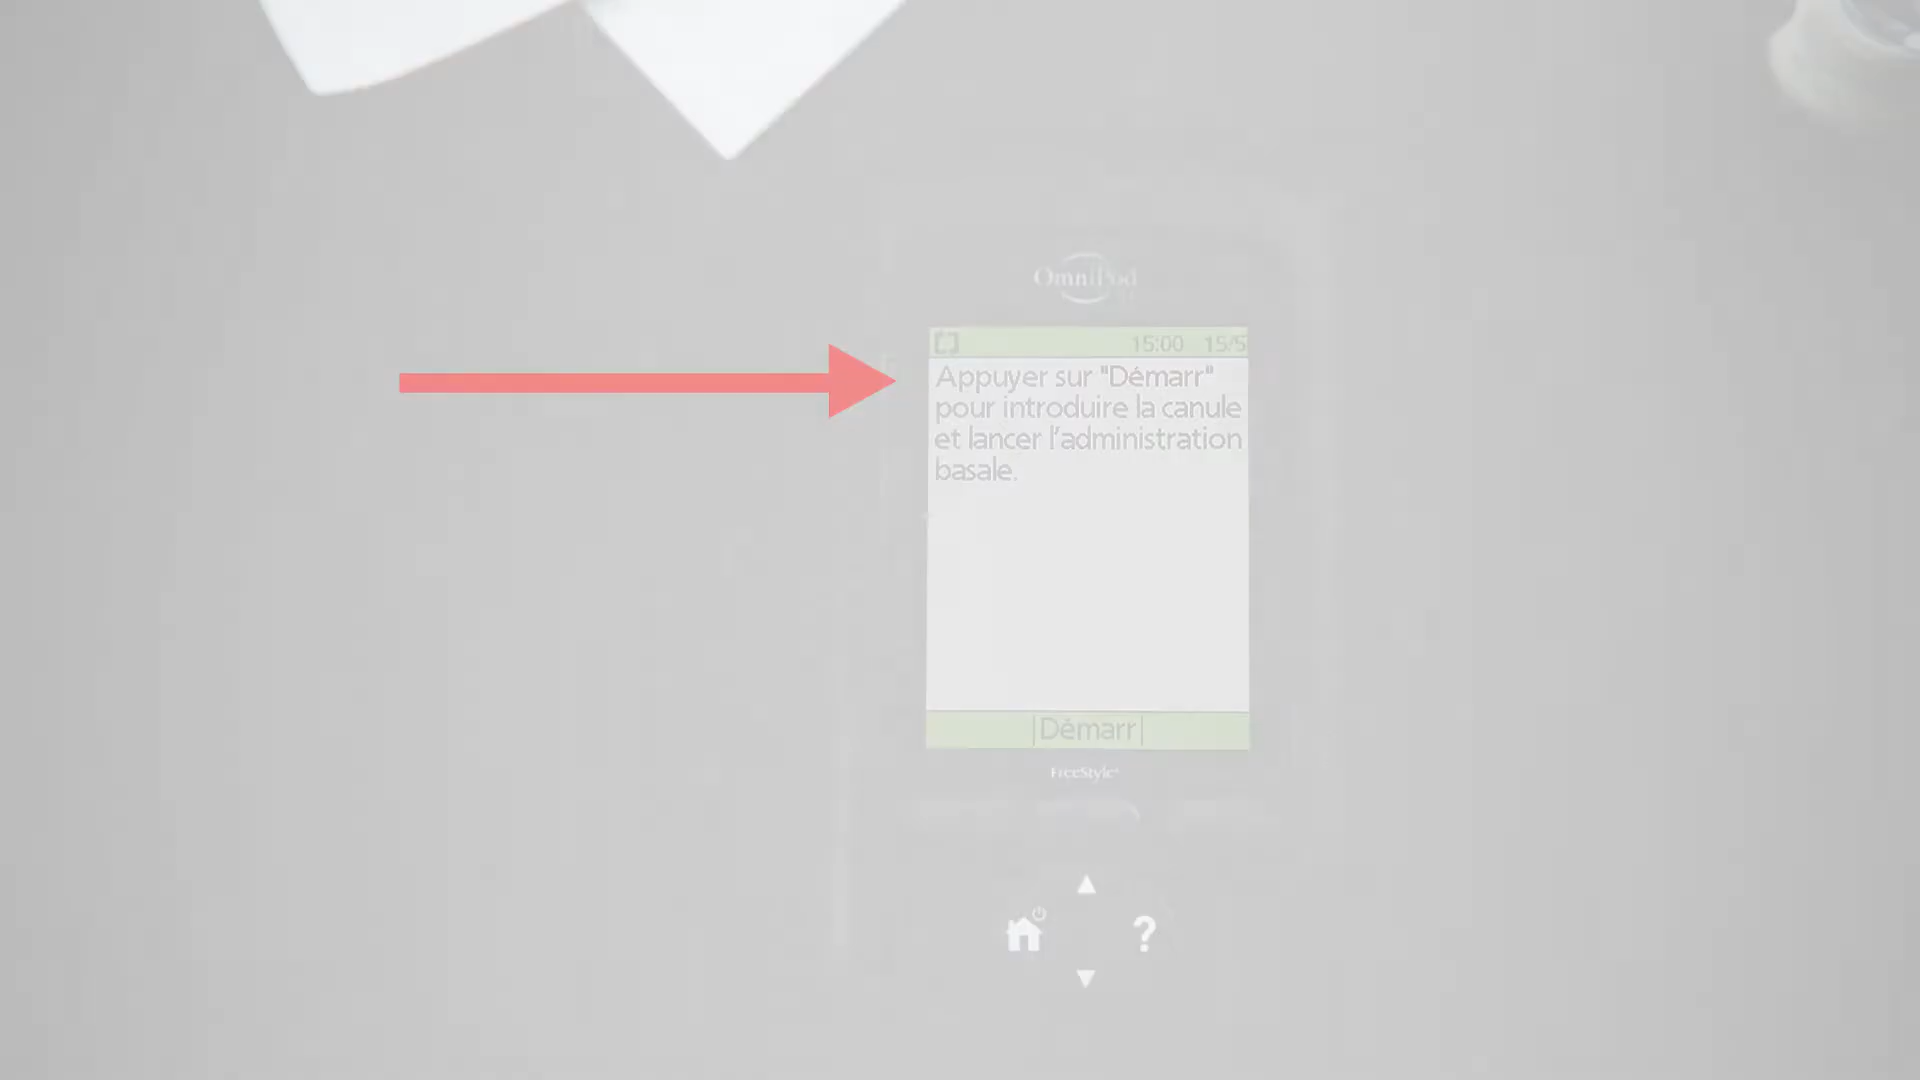 OmniPod
15:00 15/5
Appuyer sur "Démarr"
pour introduire la canule
et lancer l'administration
basale.
Démarr
FreeStyle
?